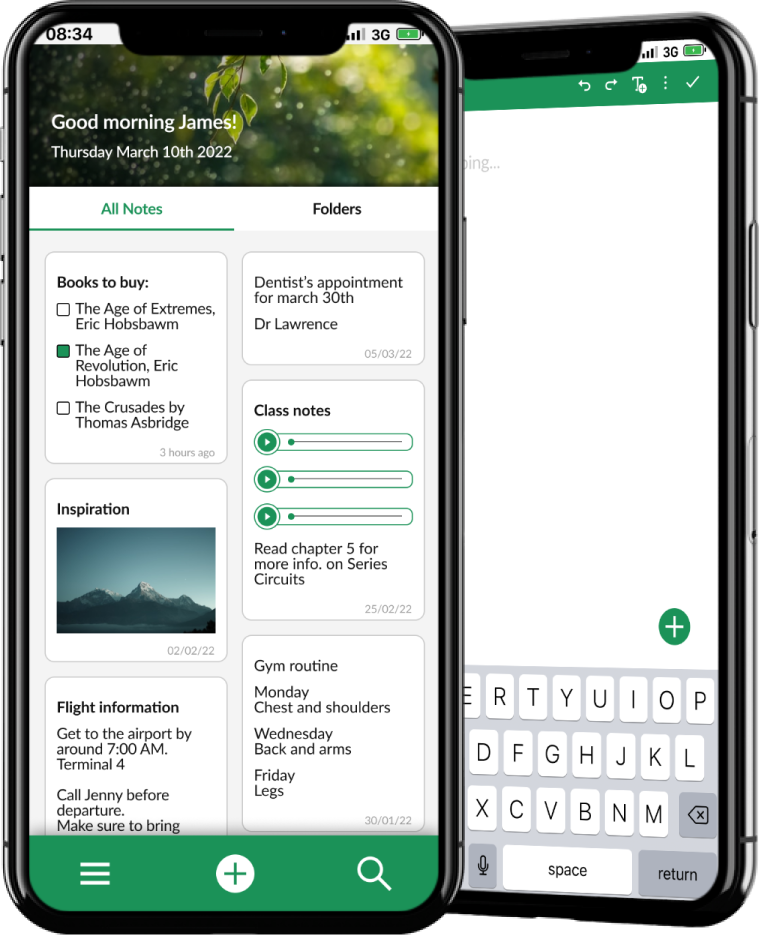 08:34
3G
Good morning James!
Thursday March 10th 2022
All Notes
Folders
Books to buy:
The Age of Extremes,
Eric Hobsbawm
The Age of
Revolution, Eric
Hobsbawm
The Crusades by
Thomas Asbridge
3 hours ago
Inspiration
02/02/22
Flight information
Get to the airport by
around 7:00 AM.
Terminal 4
Call Jenny before
departure.
Make sure to bring
Dentist's appointment
for march 30th
Dr Lawrence
05/03/22
Class notes
Read chapter 5 for
more info. on Series
Circuits
25/02/22
Gym routine
Monday
Chest and shoulders
Wednesday
Back and arms
Friday
Legs
30/01/22
3G
T
ping...
E R T Y U I O P
D F G H J K L
X C V B N M
space return